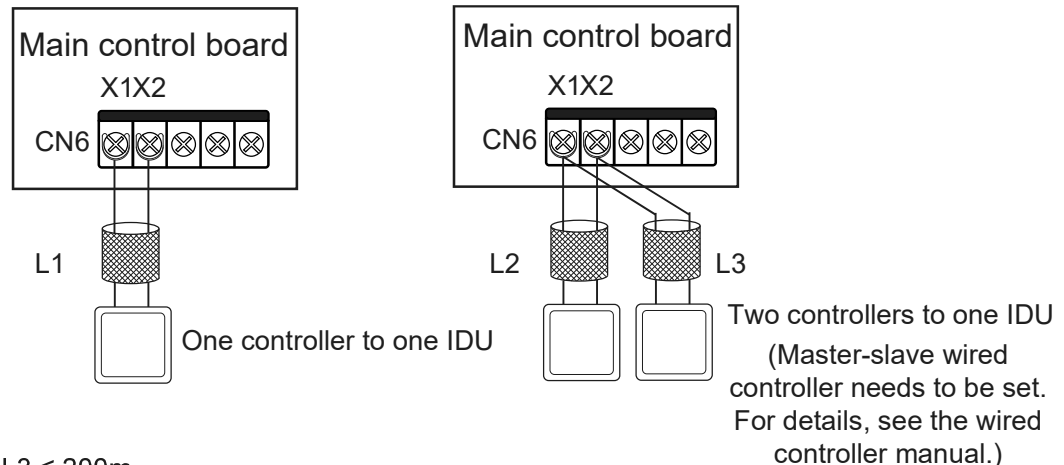 Main control board
X1X2
CN6
L1
One controller to one IDU
Main control board
X1X2
CN6
L2
L3
Two controllers to one IDU
(Master-slave wired
controller needs to be set.
For details, see the wired
controller manual.)